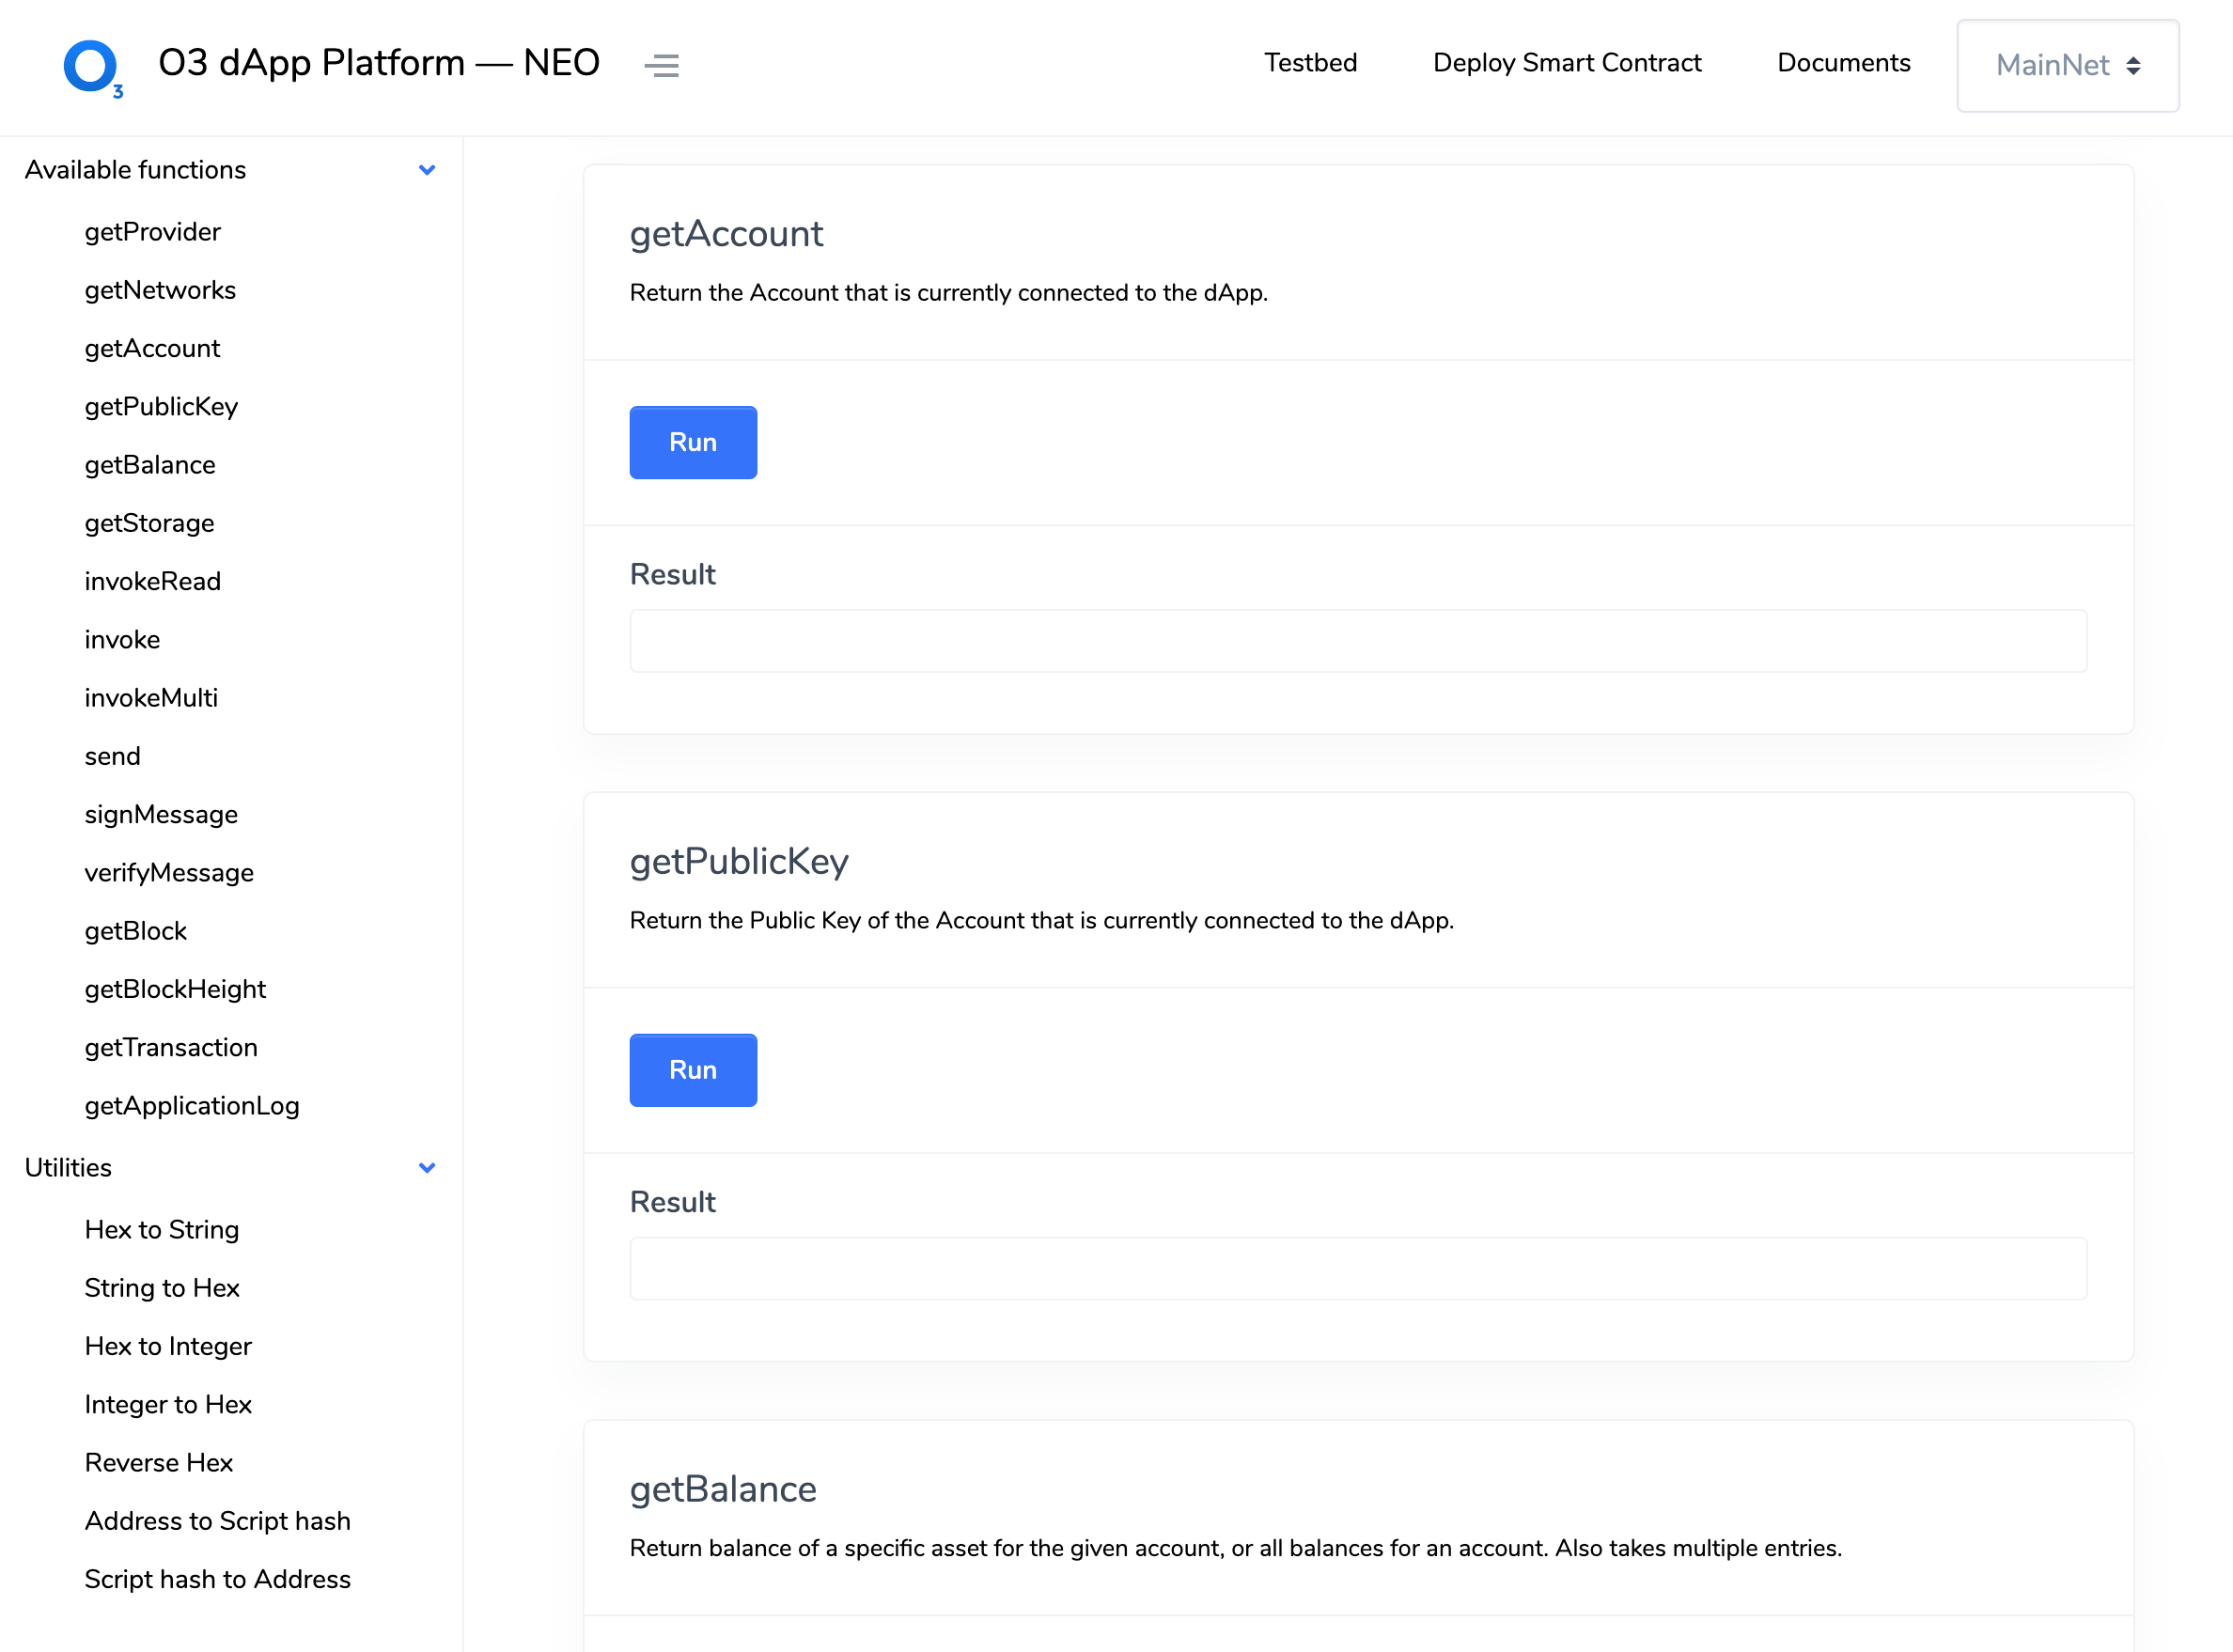 O3 dApp Platform — NEO
Testbed
Deploy Smart Contract
Documents
MainNet
Available functions
getProvider
getNetworks
getAccount
getPublicKey
getBalance
getStorage
invokeRead
invoke
invokeMulti
send
signMessage
verifyMessage
getBlock
getBlockHeight
getTransaction
getApplicationLog
Utilities
Hex to String
String to Hex
Hex to Integer
Integer to Hex
Reverse Hex
Address to Script hash
Script hash to Address
getAccount
Return the Account that is currently connected to the dApp.
Run
Result
getPublicKey
Return the Public Key of the Account that is currently connected to the dApp.
Run
Result
getBalance
Return balance of a specific asset for the given account, or all balances for an account. Also takes multiple entries.